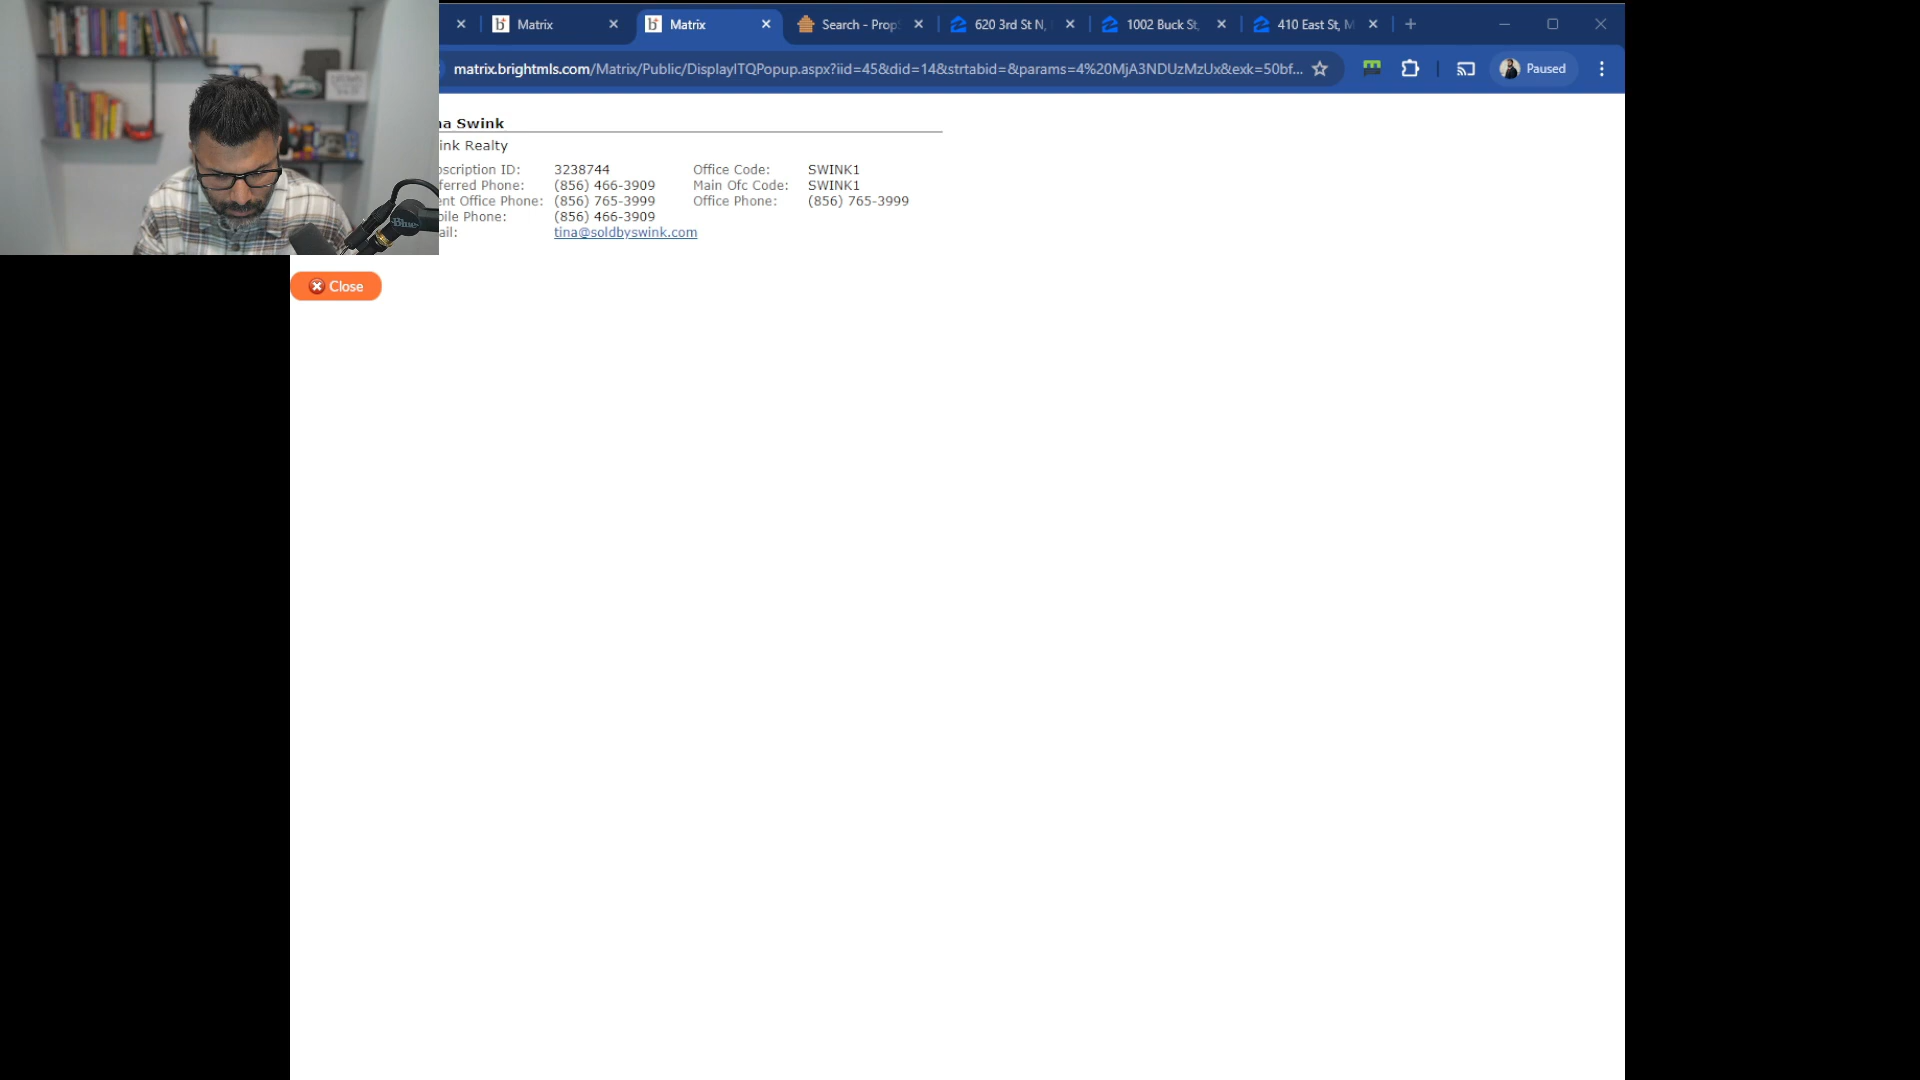 Matrix
Matrix
Search - Prop
620 3rd St N,
1002 Buck St,
410 East St, M
matrix.brightmls.com/Matrix/Public/DisplayITQPopup.aspx?iid=45&did=14&strtabid=&params=4%20MjA3NDUzMzUx&exk=50bf...
Paused
na Swink
ink Realty
scription ID: 3238744 Office Code: SWINK1
ferred Phone: (856) 466-3909 Main Ofc Code: SWINK1
ent Office Phone: (856) 765-3999 Office Phone: (856) 765-3999
bile Phone: (856) 466-3909
ail: tina@soldbyswink.com
Close
Blue